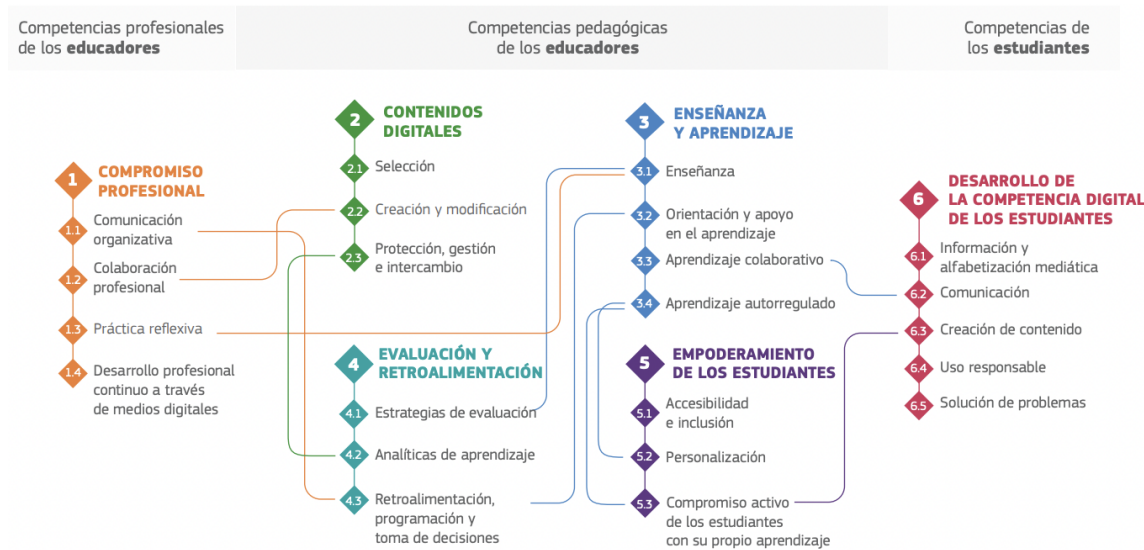 Competencias profesionales
de los educadores
Competencias pedagógicas
de los educadores
Competencias de
los estudiantes
1
COMPROMISO
PROFESIONAL
1.1
Comunicación
organizativa
1.2
Colaboración
profesional
1.3
Práctica reflexiva
1.4
Desarrollo profesional
continuo a través
de medios digitales
2
CONTENIDOS
DIGITALES
2.1
Selección
2.2
Creación y modificación
2.3
Protección, gestión
e intercambio
3
ENSEÑANZA
Y APRENDIZAJE
3.1
Enseñanza
3.2
Orientación y apoyo
en el aprendizaje
3.3
Aprendizaje colaborativo
3.4
Aprendizaje autorregulado
4
EVALUACIÓN Y
RETROALIMENTACIÓN
4.1
Estrategias de evaluación
4.2
Analíticas de aprendizaje
4.3
Retroalimentación,
programación y
toma de decisiones
5
EMPODERAMIENTO
DE LOS ESTUDIANTES
5.1
Accesibilidad
e inclusión
5.2
Personalización
5.3
Compromiso activo
de los estudiantes
con su propio aprendizaje
6
DESARROLLO DE
LA COMPETENCIA DIGITAL
DE LOS ESTUDIANTES
6.1
Información y
alfabetización mediática
6.2
Comunicación
6.3
Creación de contenido
6.4
Uso responsable
6.5
Solución de problemas